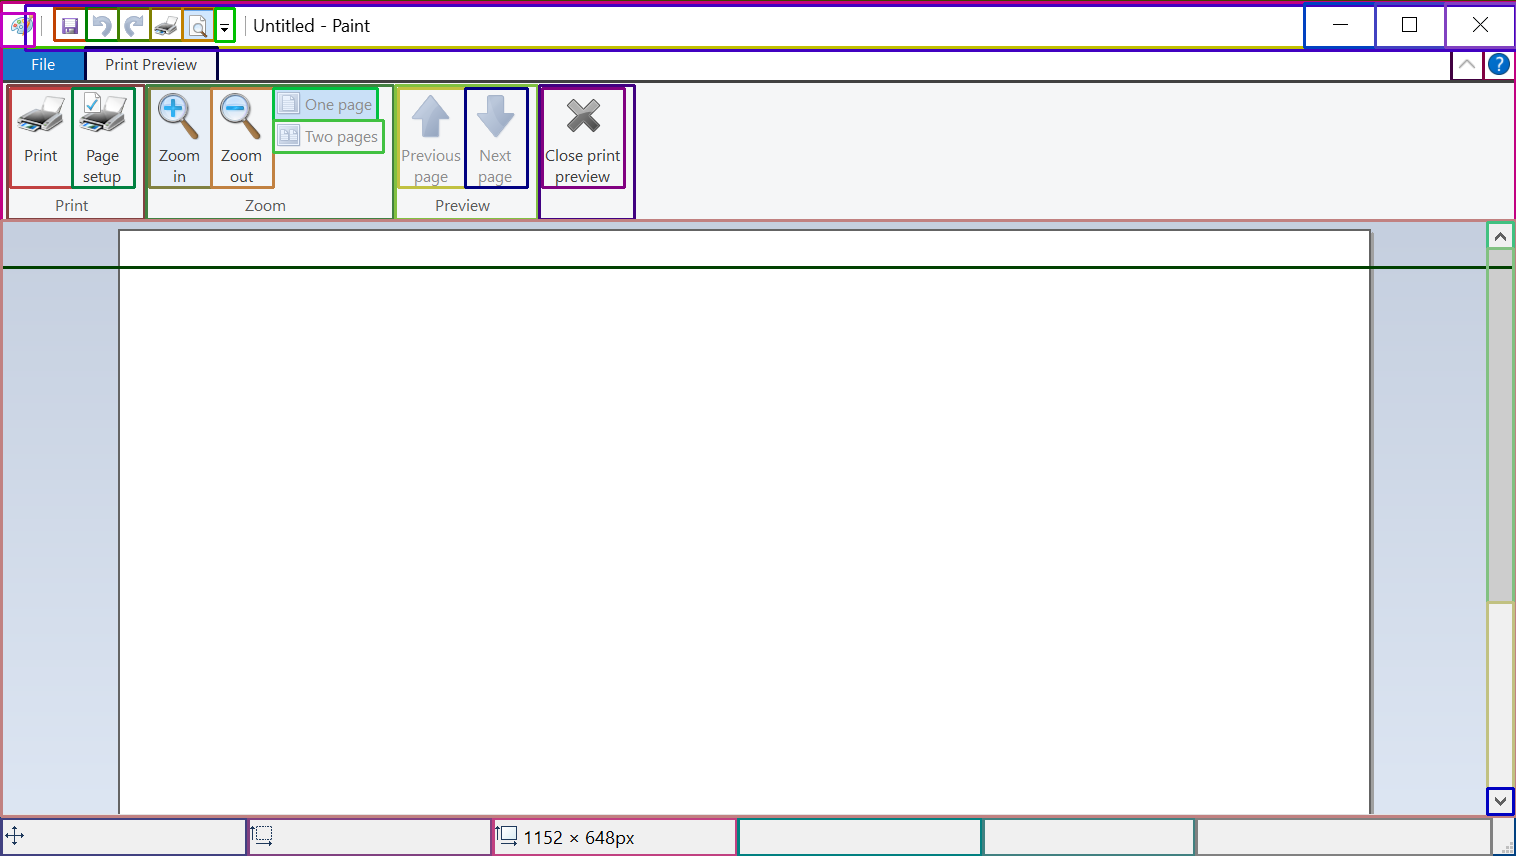 Untitled - Paint
File
Print Preview
Print
Page setup
Zoom in
Zoom out
One page
Two pages
Previous page
Next page
Close print preview
Print
Zoom
Preview
1152 × 648px